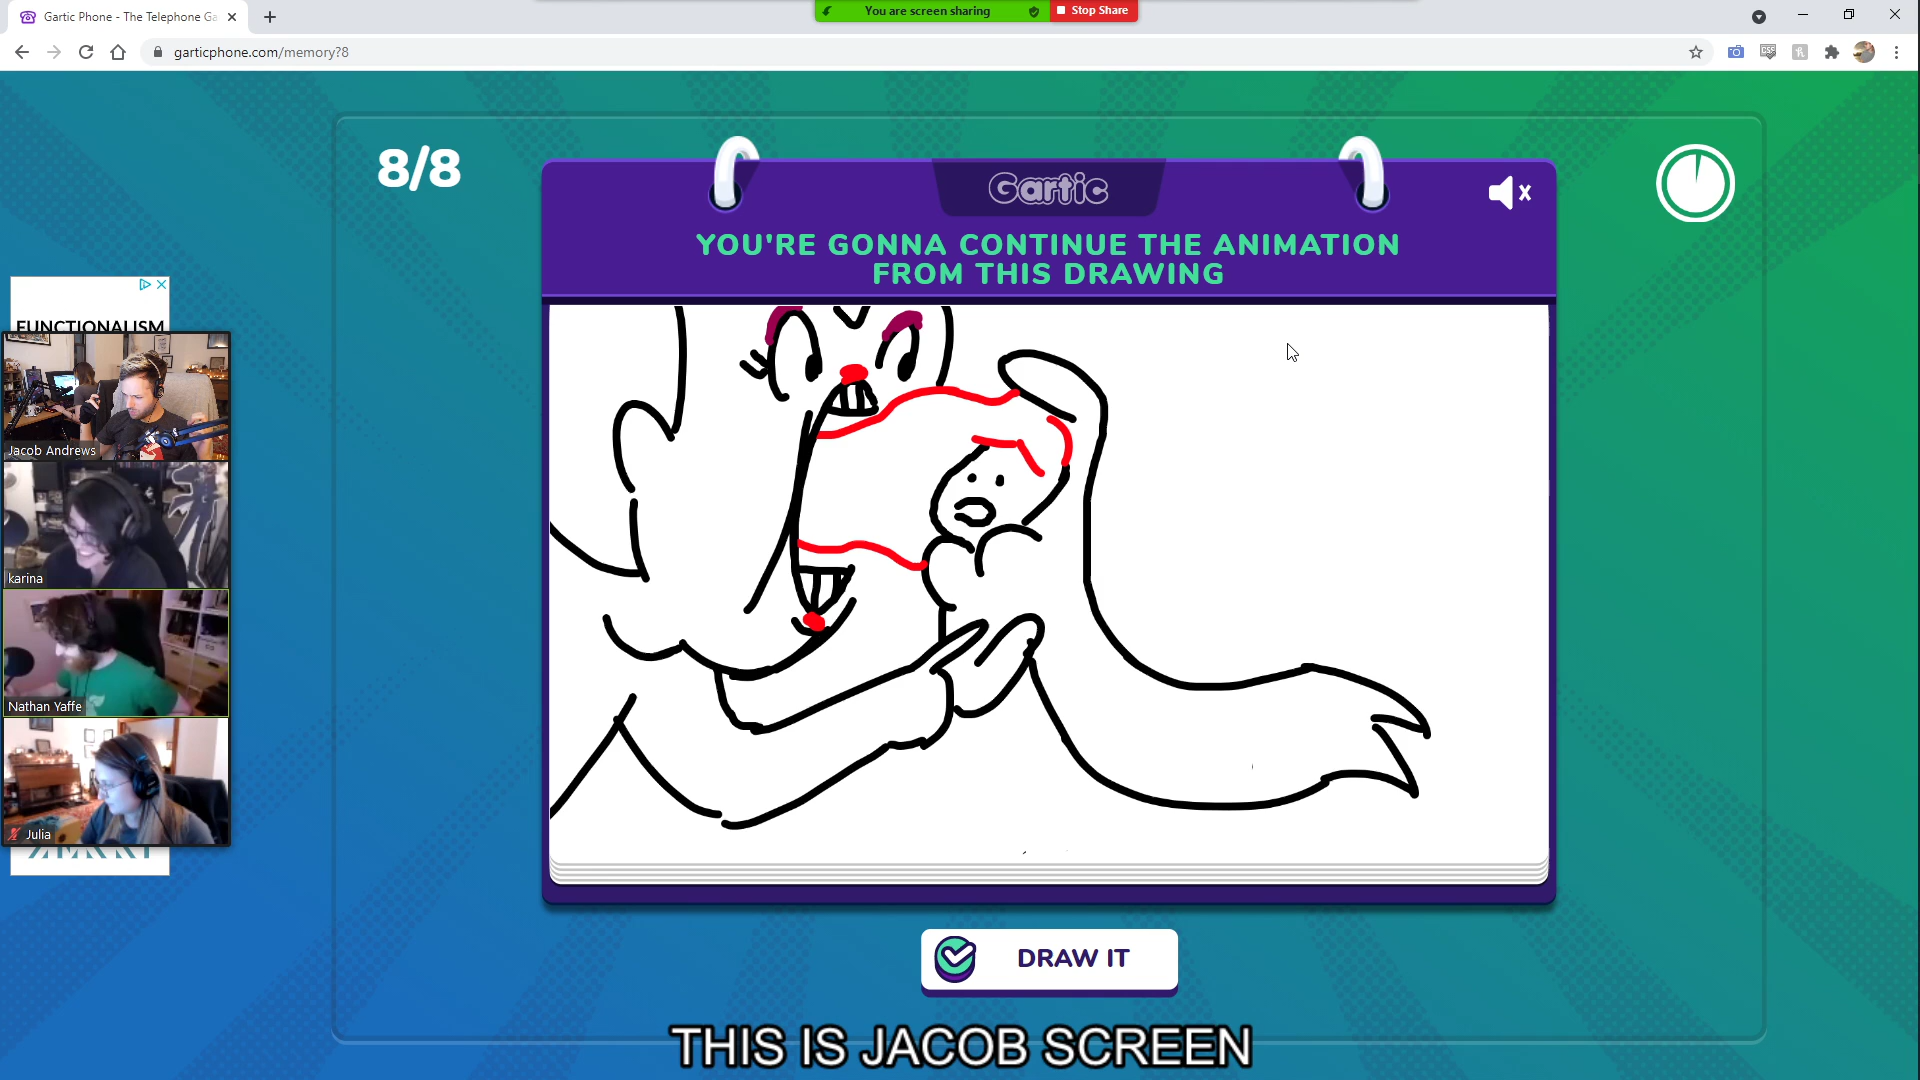 Gartic Phone - The Telephone Ga
You are screen sharing
Stop Share
garticphone.com/memory?8
8/8
Gartic
YOU'RE GONNA CONTINUE THE ANIMATION
FROM THIS DRAWING
FUNCTIONALISM
Jacob Andrews
karina
Nathan Yaffe
Julia
DRAW IT
THIS IS JACOB SCREEN